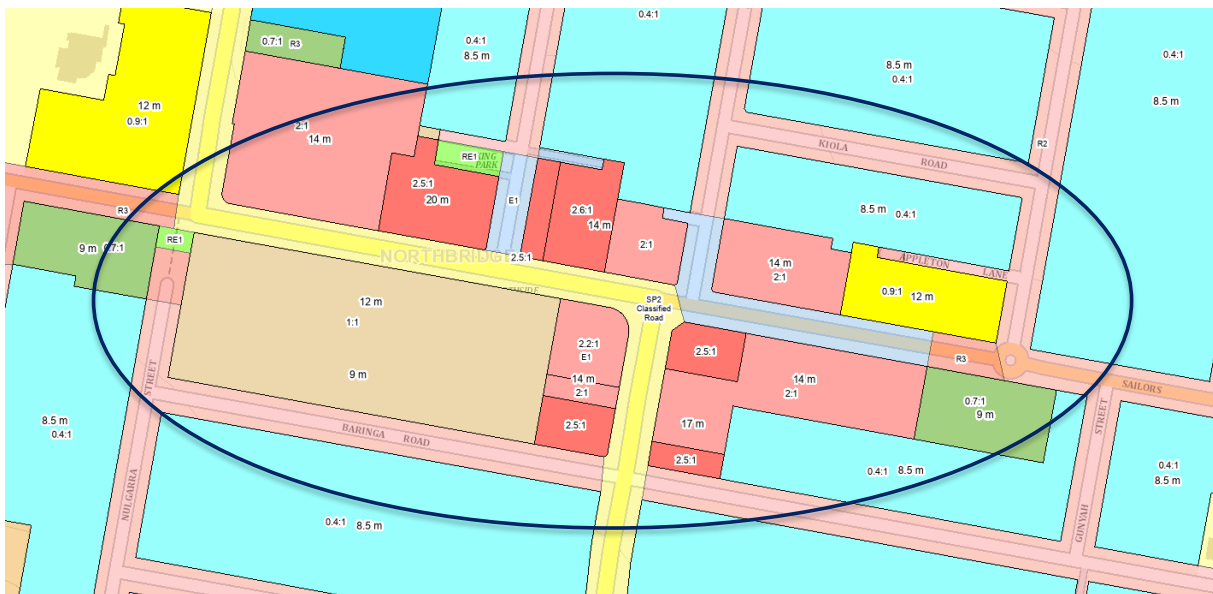 0.4:1
0.7:1 R3
0.4:1
8.5 m
0.4:1
8.5 m
0.4:1
12 m
0.9:1
8.5 m
2:1
14 m
KIOLA ROAD
R2
RE1
PARK
2.5:1
20 m
E1
2.6:1
14 m
8.5 m 0.4:1
R3
2:1
RE1
9 m 0.7:1
NORTHBRIDGE
2.5:1
14 m
2:1
APPLETON LANE
0.9:1 12 m
12 m
1:1
SP2
Classified
Road
2.2:1
E1
2.5:1
R3
9 m
14 m
2:1
14 m
2:1
SAILORS
STREET
0.7:1
9 m
STREET
8.5 m
0.4:1
2.5:1
17 m
BARINGA ROAD
2.5:1
0.4:1 8.5 m
0.4:1
8.5 m
NULGARRA
GUNYAH
0.4:1 8.5 m